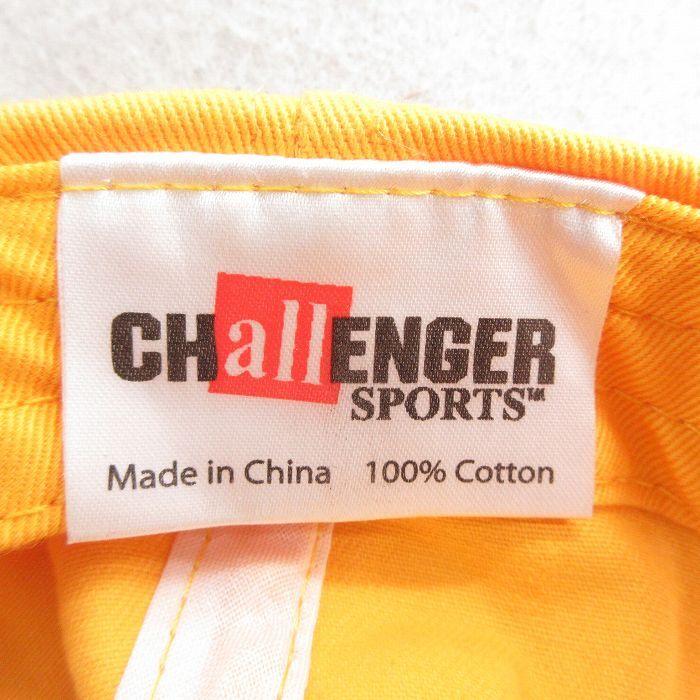 CHallENGER
SPORTS™
Made in China 100% Cotton